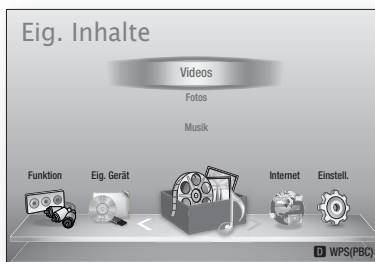 Eig. Inhalte
Videos
Fotos
Musik
Funktion Eig. Gerät Internet Einstell.
D WPS(PBC)